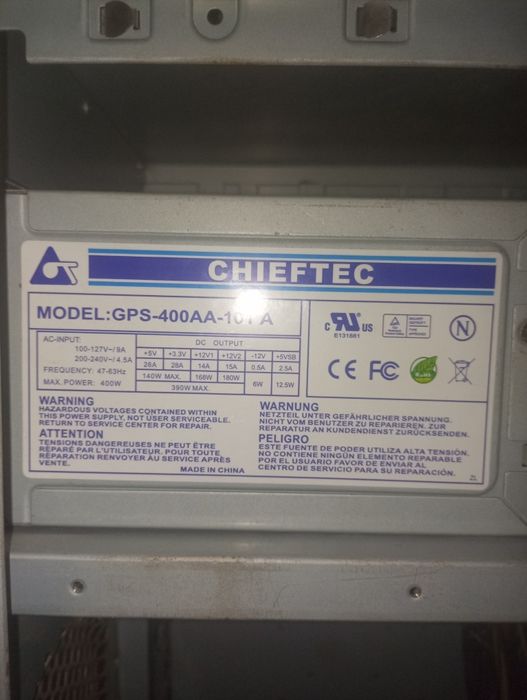 CHIEFTEC
MODEL:GPS-400AA-101 A
AC-INPUT:
100-127V~/8A
200-240V~/4.5A
FREQUENCY: 47-63Hz
MAX. POWER: 400W
DC OUTPUT
+5V +3.3V +12V1 +12V2 -12V +5VSB
26A 28A 14A 15A 0.5A 2.5A
140W MAX. 168W 180W 6W 12.5W
390W MAX.
C UL US
E131881
N
CE FC
RoHS
WARNING
HAZARDOUS VOLTAGES CONTAINED WITHIN
THIS POWER SUPPLY, NOT USER SERVICEABLE.
RETURN TO SERVICE CENTER FOR REPAIR.
ATTENTION
TENSIONS DANGEREUSES NE PEUT ÊTRE
RÉPARÉ PAR L'UTILISATEUR. POUR TOUTE
RÉPARATION RENVOYER AU SERVICE APRÈS
VENTE.
MADE IN CHINA
WARNUNG
NETZTEIL UNTER GEFÄHRLICHER SPANNUNG.
NICHT VOM BENUTZER ZU REPARIEREN. ZUR
REPARATUR AN KUNDENDIENST ZURÜCKSENDEN.
PELIGRO
ESTE FUENTE DE PODER UTILIZA ALTA TENSIÓN.
NO CONTIENE NINGÚN ELEMENTO REPARABLE
POR EL USUARIO FAVOR DE ENVIAR AL
CENTRO DE SERVICIO PARA SU REPARACIÓN.